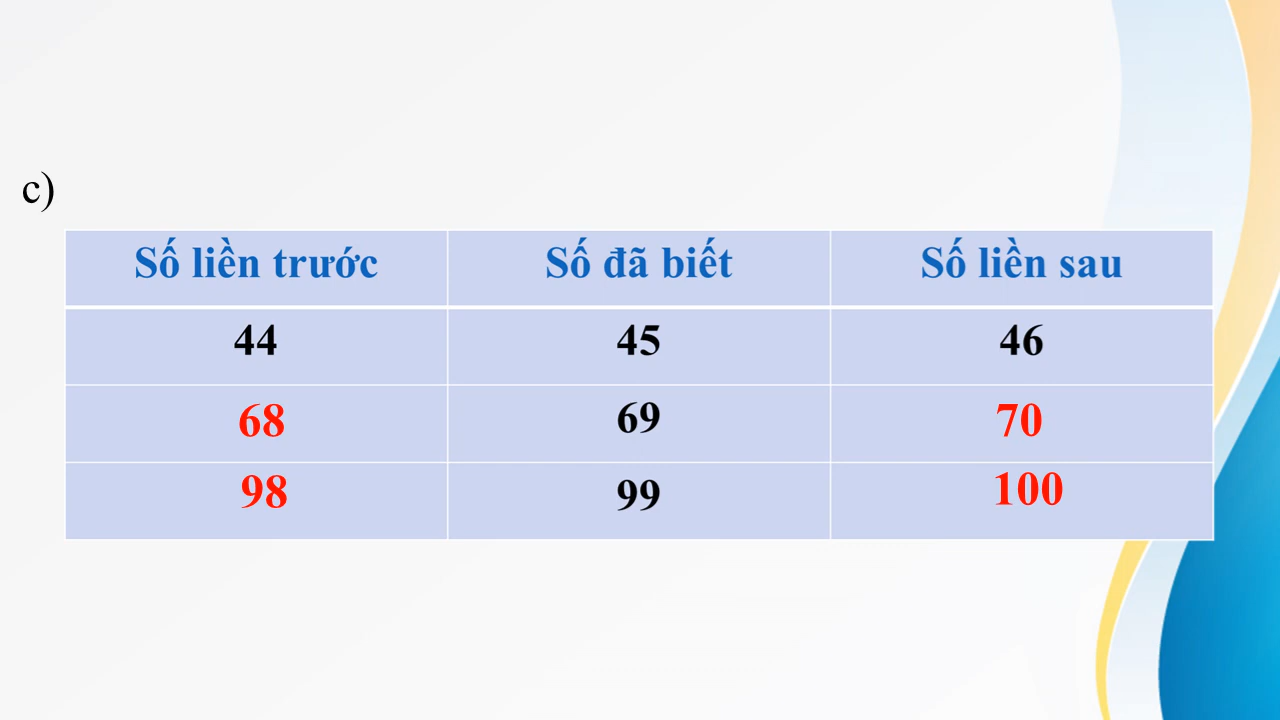 c)
Số liền trước Số đã biết Số liền sau
44 45 46
68 69 70
98 99 100